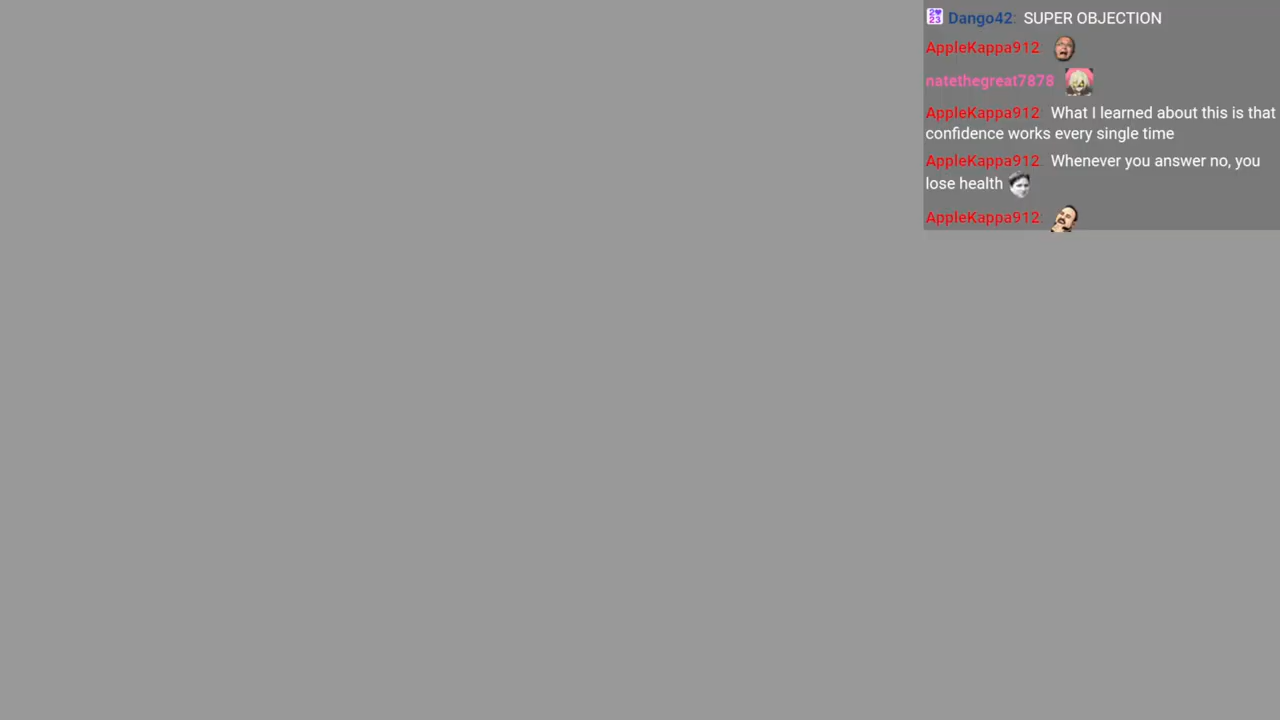 Dango42: SUPER OBJECTION
AppleKappa912:
natethegreat7878
AppleKappa912: What I learned about this is that
confidence works every single time
AppleKappa912: Whenever you answer no, you
lose health
AppleKappa912: